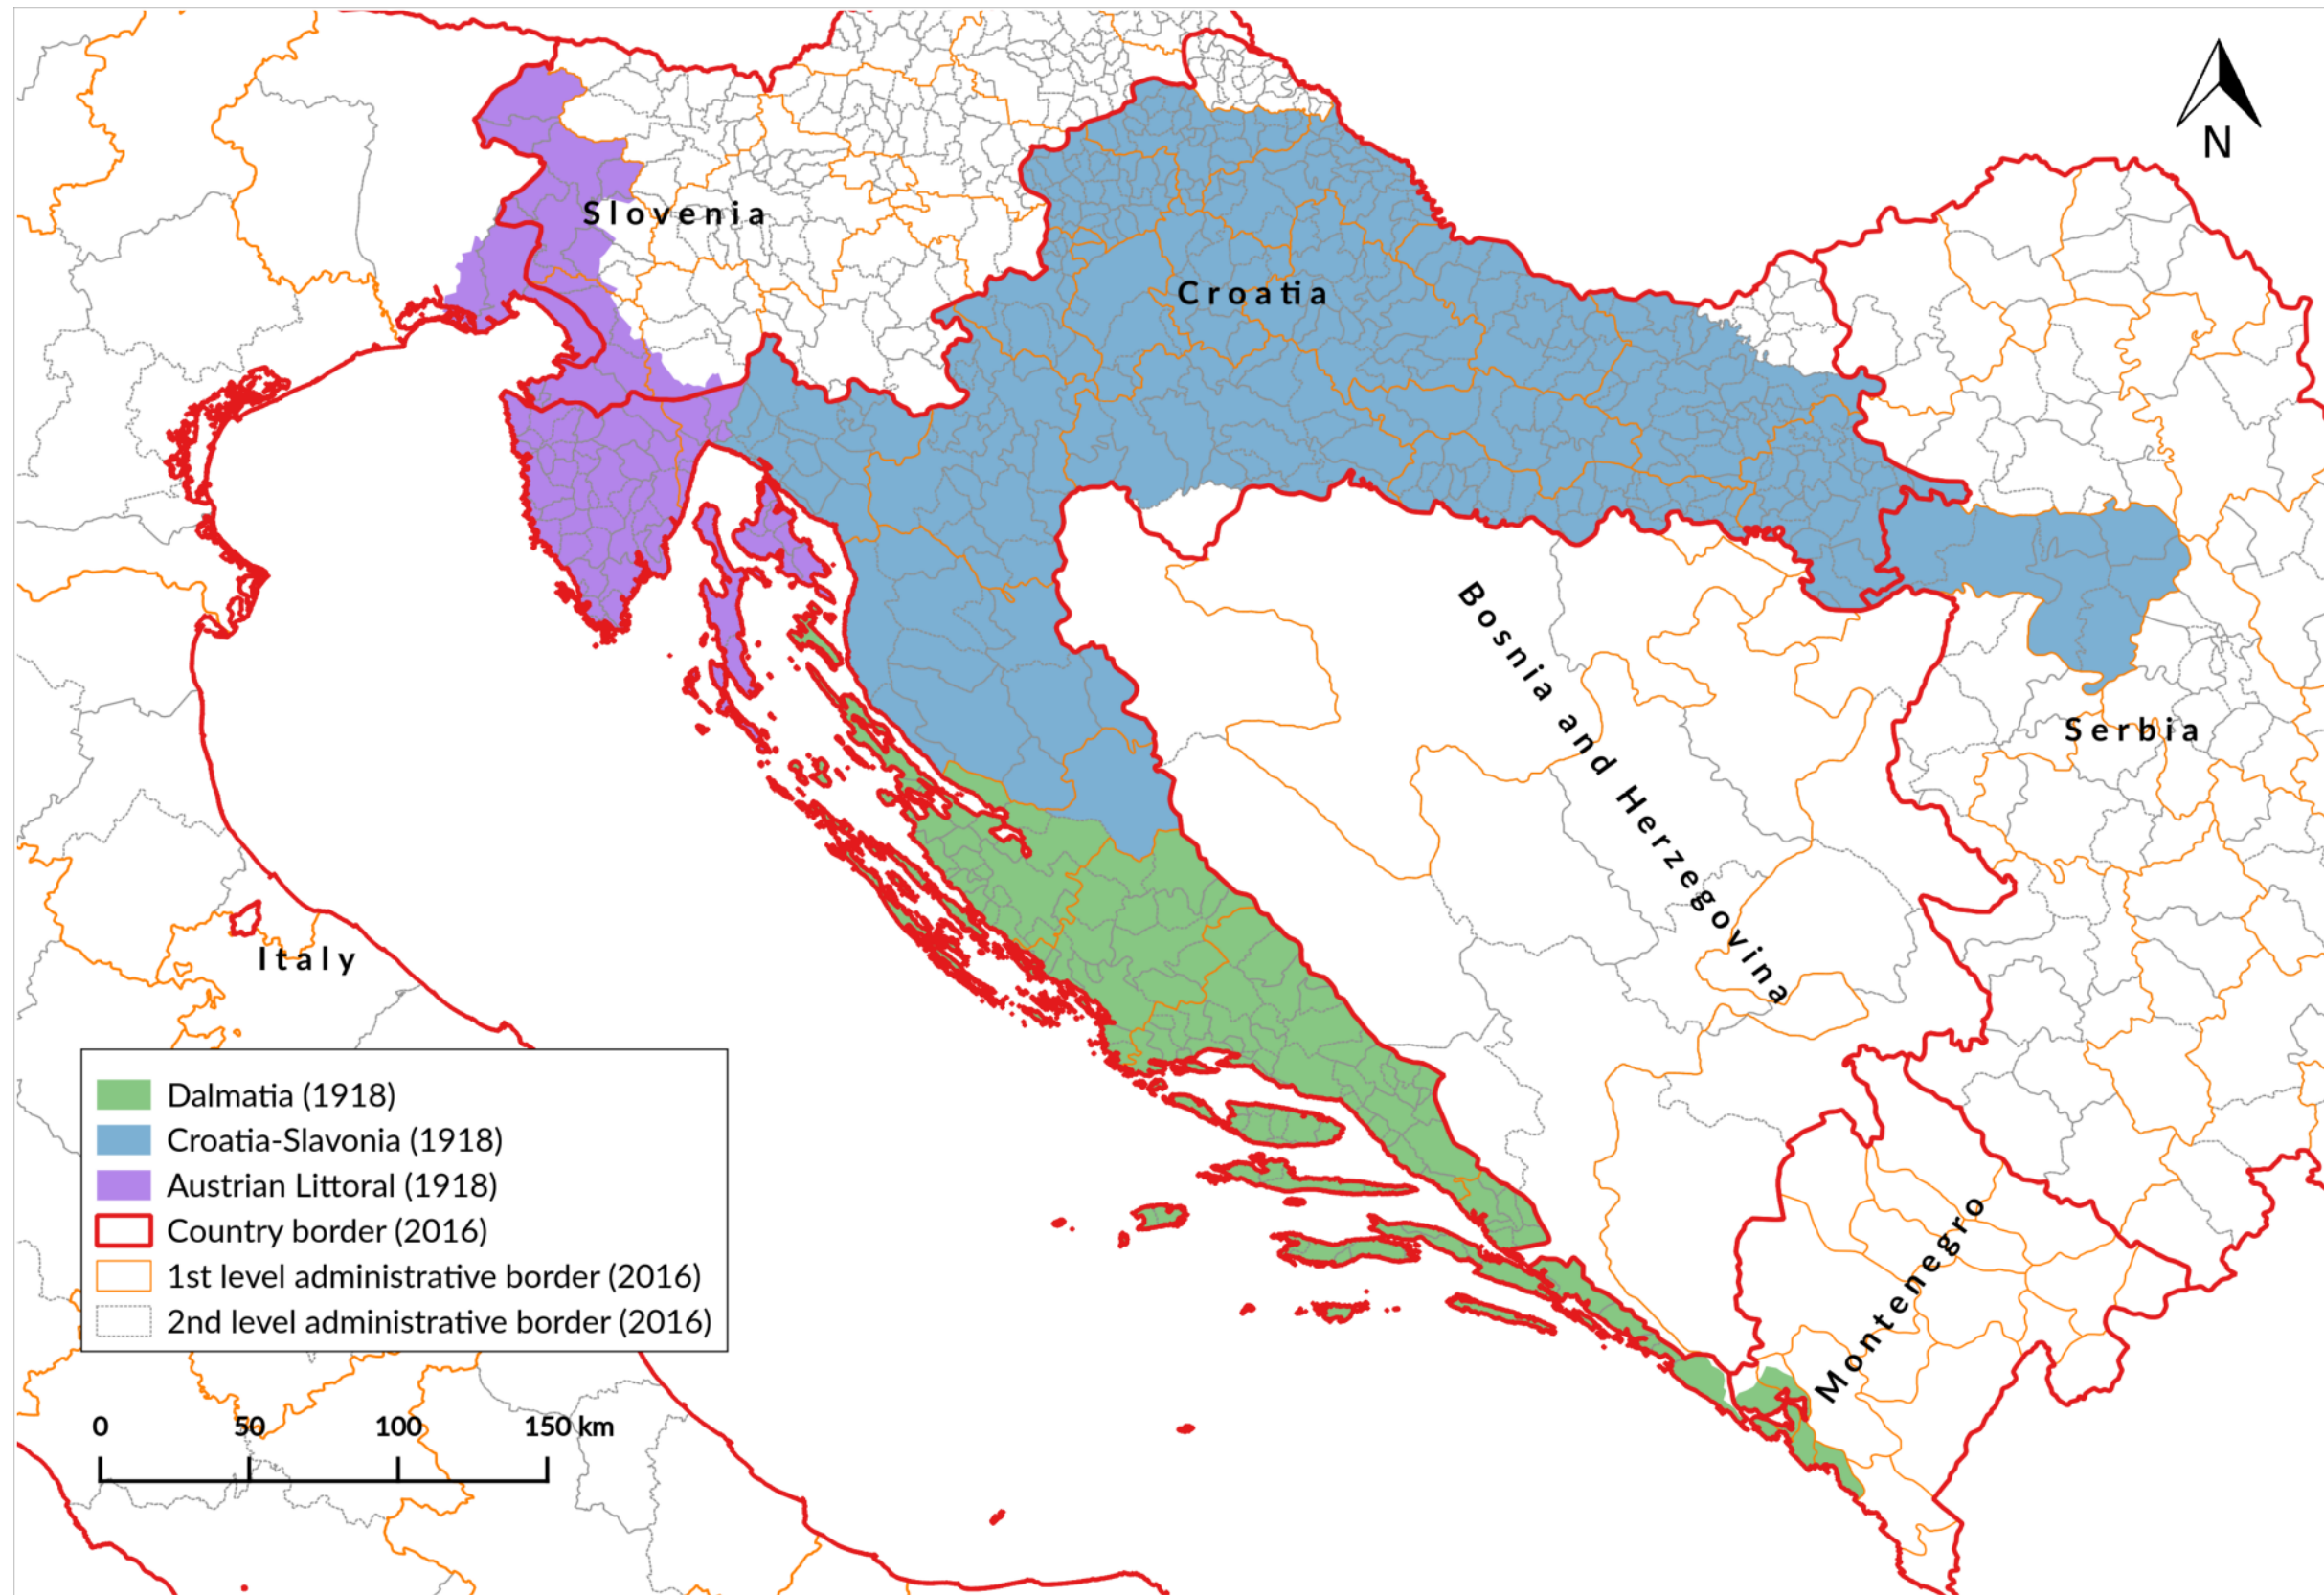 N
Slovenia
Croatia
Bosnia and Herzegovina
Serbia
Italy
Montenegro
Dalmatia (1918)
Croatia-Slavonia (1918)
Austrian Littoral (1918)
Country border (2016)
1st level administrative border (2016)
2nd level administrative border (2016)
0 50 100 150 km